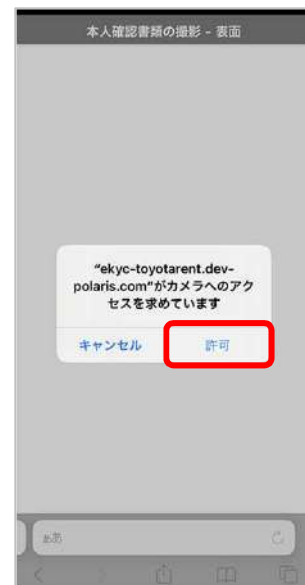 本人確認書類の撮影 - 表面
“ekyc-toyotarent.dev-
polaris.com”がカメラへのアク
セスを求めています
キャンセル 許可
ぁあ